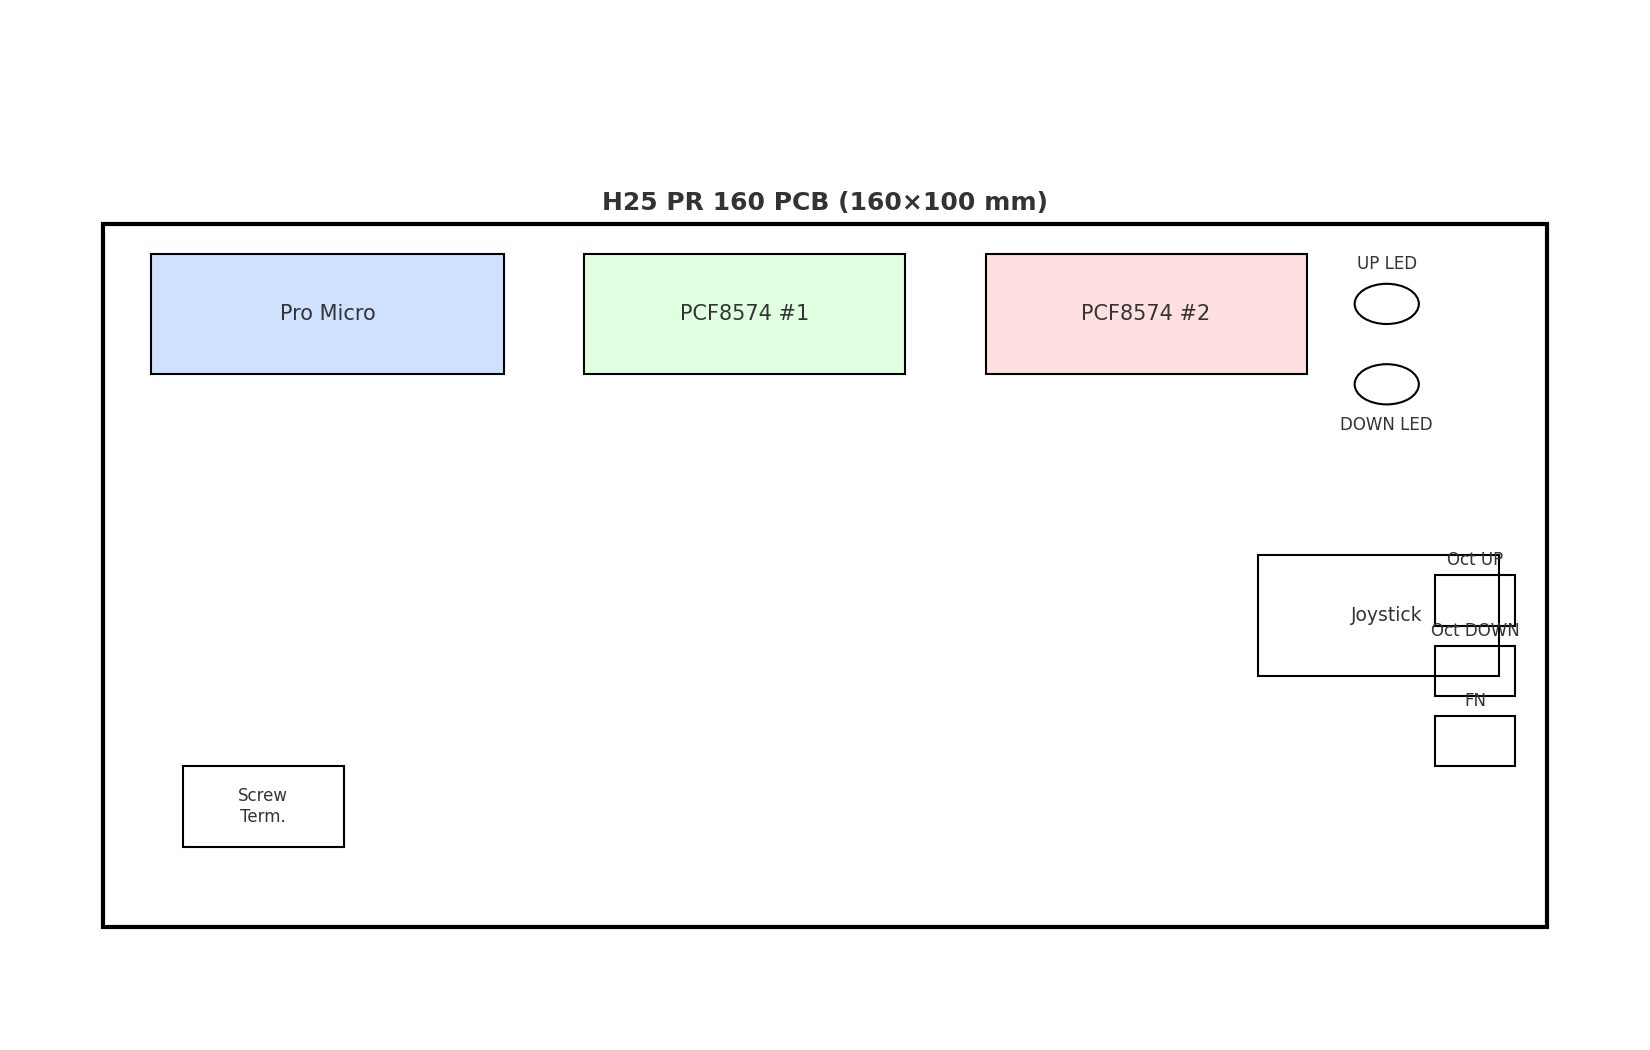 H25 PR 160 PCB (160×100 mm)
Pro Micro
PCF8574 #1
PCF8574 #2
UP LED
DOWN LED
Oct UP
Joystick
Oct DOWN
FN
Screw
Term.